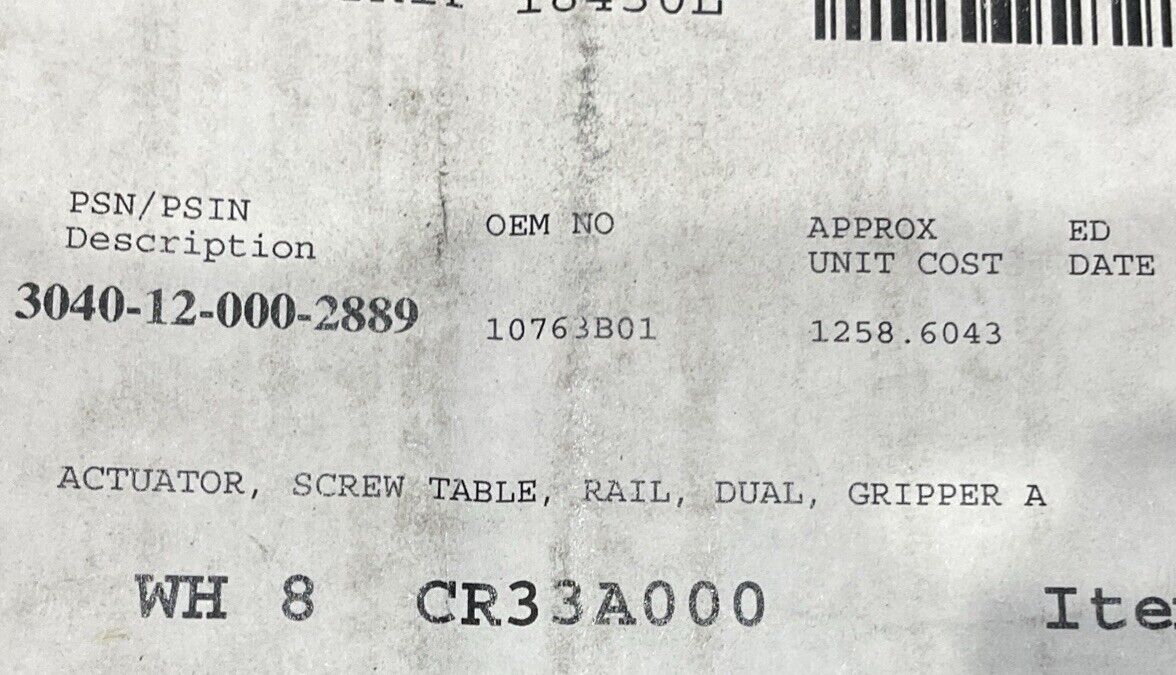 PSN/PSIN
Description
OEM NO
APPROX
UNIT COST
ED
DATE
3040-12-000-2889
10763B01
1258.6043
ACTUATOR, SCREW TABLE, RAIL, DUAL, GRIPPER A
WH 8 CR33A000